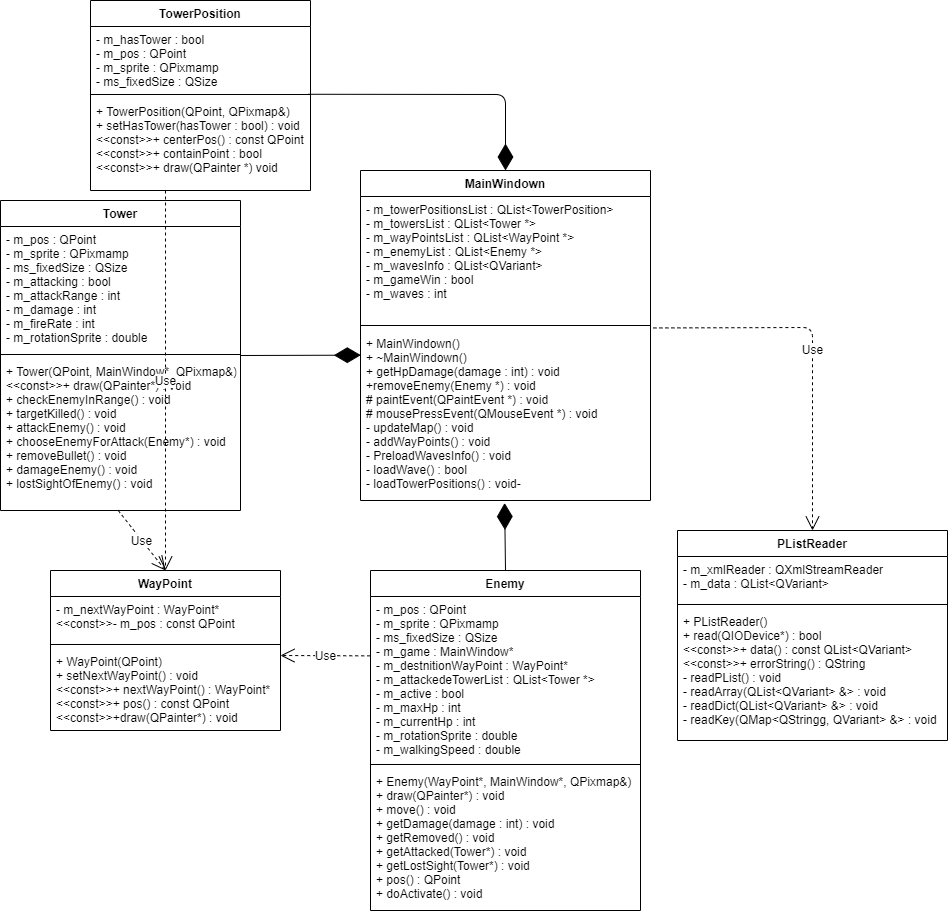 TowerPosition
- m_hasTower : bool
- m_pos : QPoint
- m_sprite : QPixmamp
- ms_fixedSize : QSize
+ TowerPosition(QPoint, QPixmap&)
+ setHasTower(hasTower : bool) : void
<<const>>+ centerPos() : const QPoint
<<const>>+ containPoint : bool
<<const>>+ draw(QPainter *) void
Tower
- m_pos : QPoint
- m_sprite : QPixmamp
- ms_fixedSize : QSize
- m_attacking : bool
- m_attackRange : int
- m_damage : int
- m_fireRate : int
- m_rotationSprite : double
+ Tower(QPoint, MainWindow* QPixmap&)
<<const>>+ draw(QPainter*) : void
+ checkEnemyInRange() : void
+ targetKilled() : void
+ attackEnemy() : void
+ chooseEnemyForAttack(Enemy*) : void
+ removeBullet() : void
+ damageEnemy() : void
+ lostSightOfEnemy() : void
Use
Use
MainWindown
- m_towerPositionsList : QList<TowerPosition>
- m_towersList : QList<Tower *>
- m_wayPointsList : QList<WayPoint *>
- m_enemyList : QList<Enemy *>
- m_wavesInfo : QList<QVariant>
- m_gameWin : bool
- m_waves : int
+ MainWindown()
+ ~MainWindown()
+ getHpDamage(damage : int) : void
+removeEnemy(Enemy *) : void
# paintEvent(QPaintEvent *) : void
# mousePressEvent(QMouseEvent *) : void
- updateMap() : void
- addWayPoints() : void
- PreloadWavesInfo() : void
- loadWave() : bool
- loadTowerPositions() : void-
Use
PListReader
- m_xmlReader : QXmlStreamReader
- m_data : QList<QVariant>
+ PListReader()
+ read(QIODevice*) : bool
<<const>>+ data() : const QList<QVariant>
<<const>>+ errorString() : QString
- readPList() : void
- readArray(QList<QVariant> &>) : void
- readDict(QList<QVariant> &>) : void
- readKey(QMap<QStringg, QVariant> &>) : void
WayPoint
- m_nextWayPoint : WayPoint*
<<const>>- m_pos : const QPoint
+ WayPoint(QPoint)
+ setNextWayPoint() : void
<<const>>+ nextWayPoint() : WayPoint*
<<const>>+ pos() : const QPoint
<<const>>+draw(QPainter*) : void
Use
Enemy
- m_pos : QPoint
- m_sprite : QPixmamp
- ms_fixedSize : QSize
- m_game : MainWindow*
- m_destnitionWayPoint : WayPoint*
- m_attackedeTowerList : QList<Tower *>
- m_active : bool
- m_maxHp : int
- m_currentHp : int
- m_rotationSprite : double
- m_walkingSpeed : double
+ Enemy(WayPoint*, MainWindow*, QPixmap&)
+ draw(QPainter*) : void
+ move() : void
+ getDamage(damage : int) : void
+ getRemoved() : void
+ getAttacked(Tower*) : void
+ getLostSight(Tower*) : void
+ pos() : QPoint
+ doActivate() : void